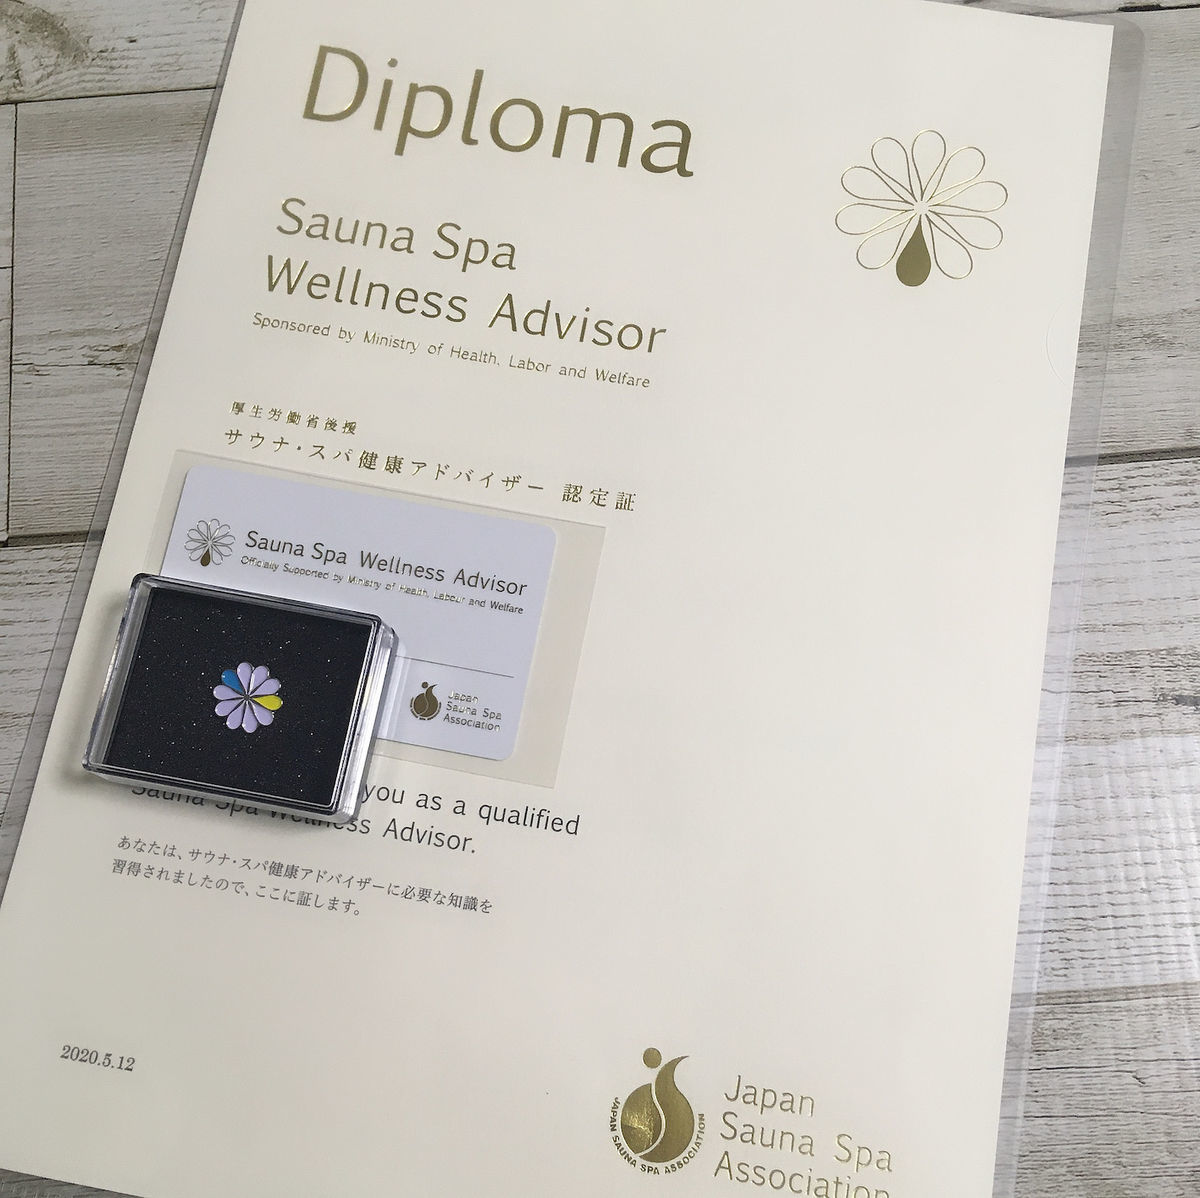 Diploma
Sauna Spa
Wellness Advisor
Sponsored by Ministry of Health, Labor and Welfare
厚生労働省後援
サウナ・スパ健康アドバイザー 認定証
Sauna Spa Wellness Advisor
Officially Supported by Ministry of Health, Labour and Welfare
Japan
Sauna Spa
Association
you as a qualified
Sauna Spa Wellness Advisor.
あなたは、サウナ・スパ健康アドバイザーに必要な知識を
習得されましたので、ここに証します。
2020.5.12
JAPAN SAUNA SPA ASSOCIATION
Japan
Sauna Spa
Association